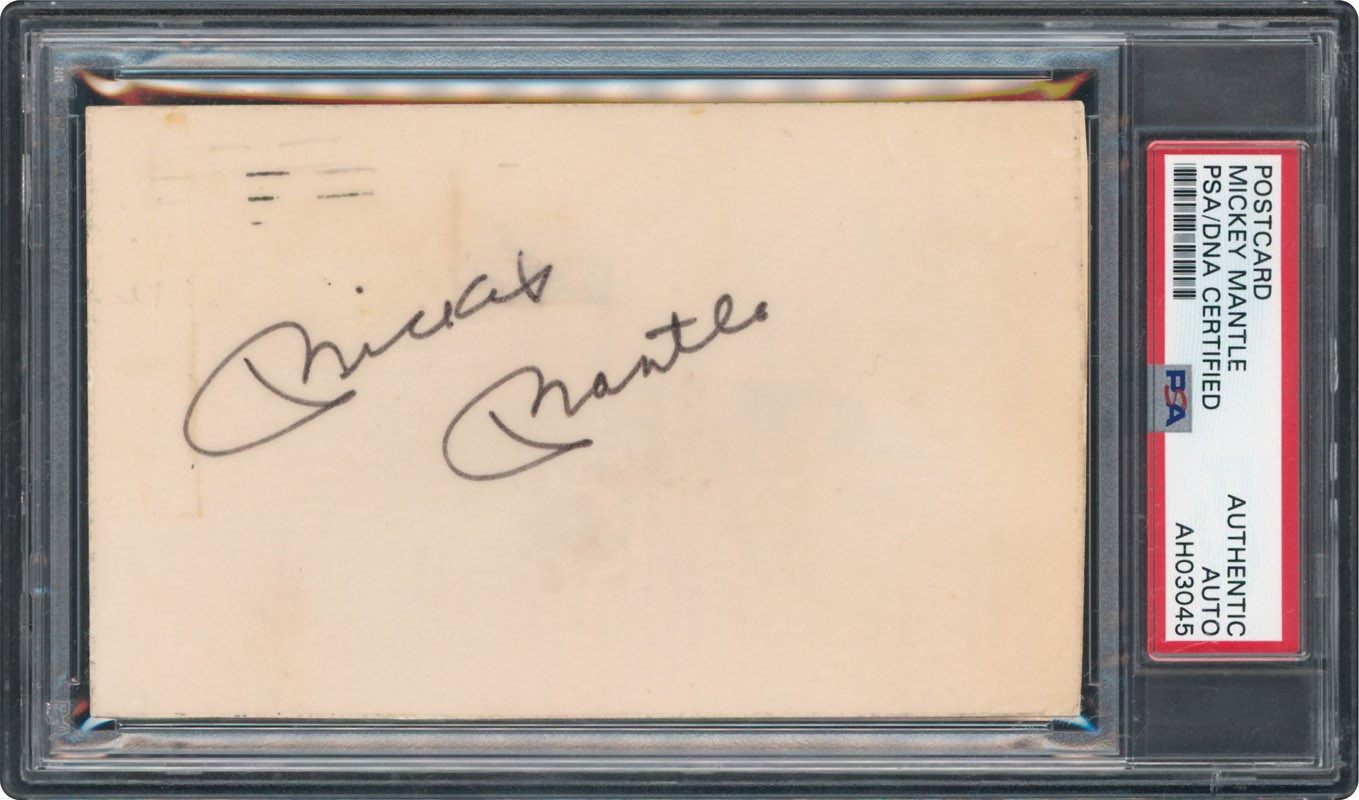 Mickey
Mantle
POSTCARD
MICKEY MANTLE AUTHENTIC
PSA/DNA CERTIFIED AUTO
AH03045
PSA